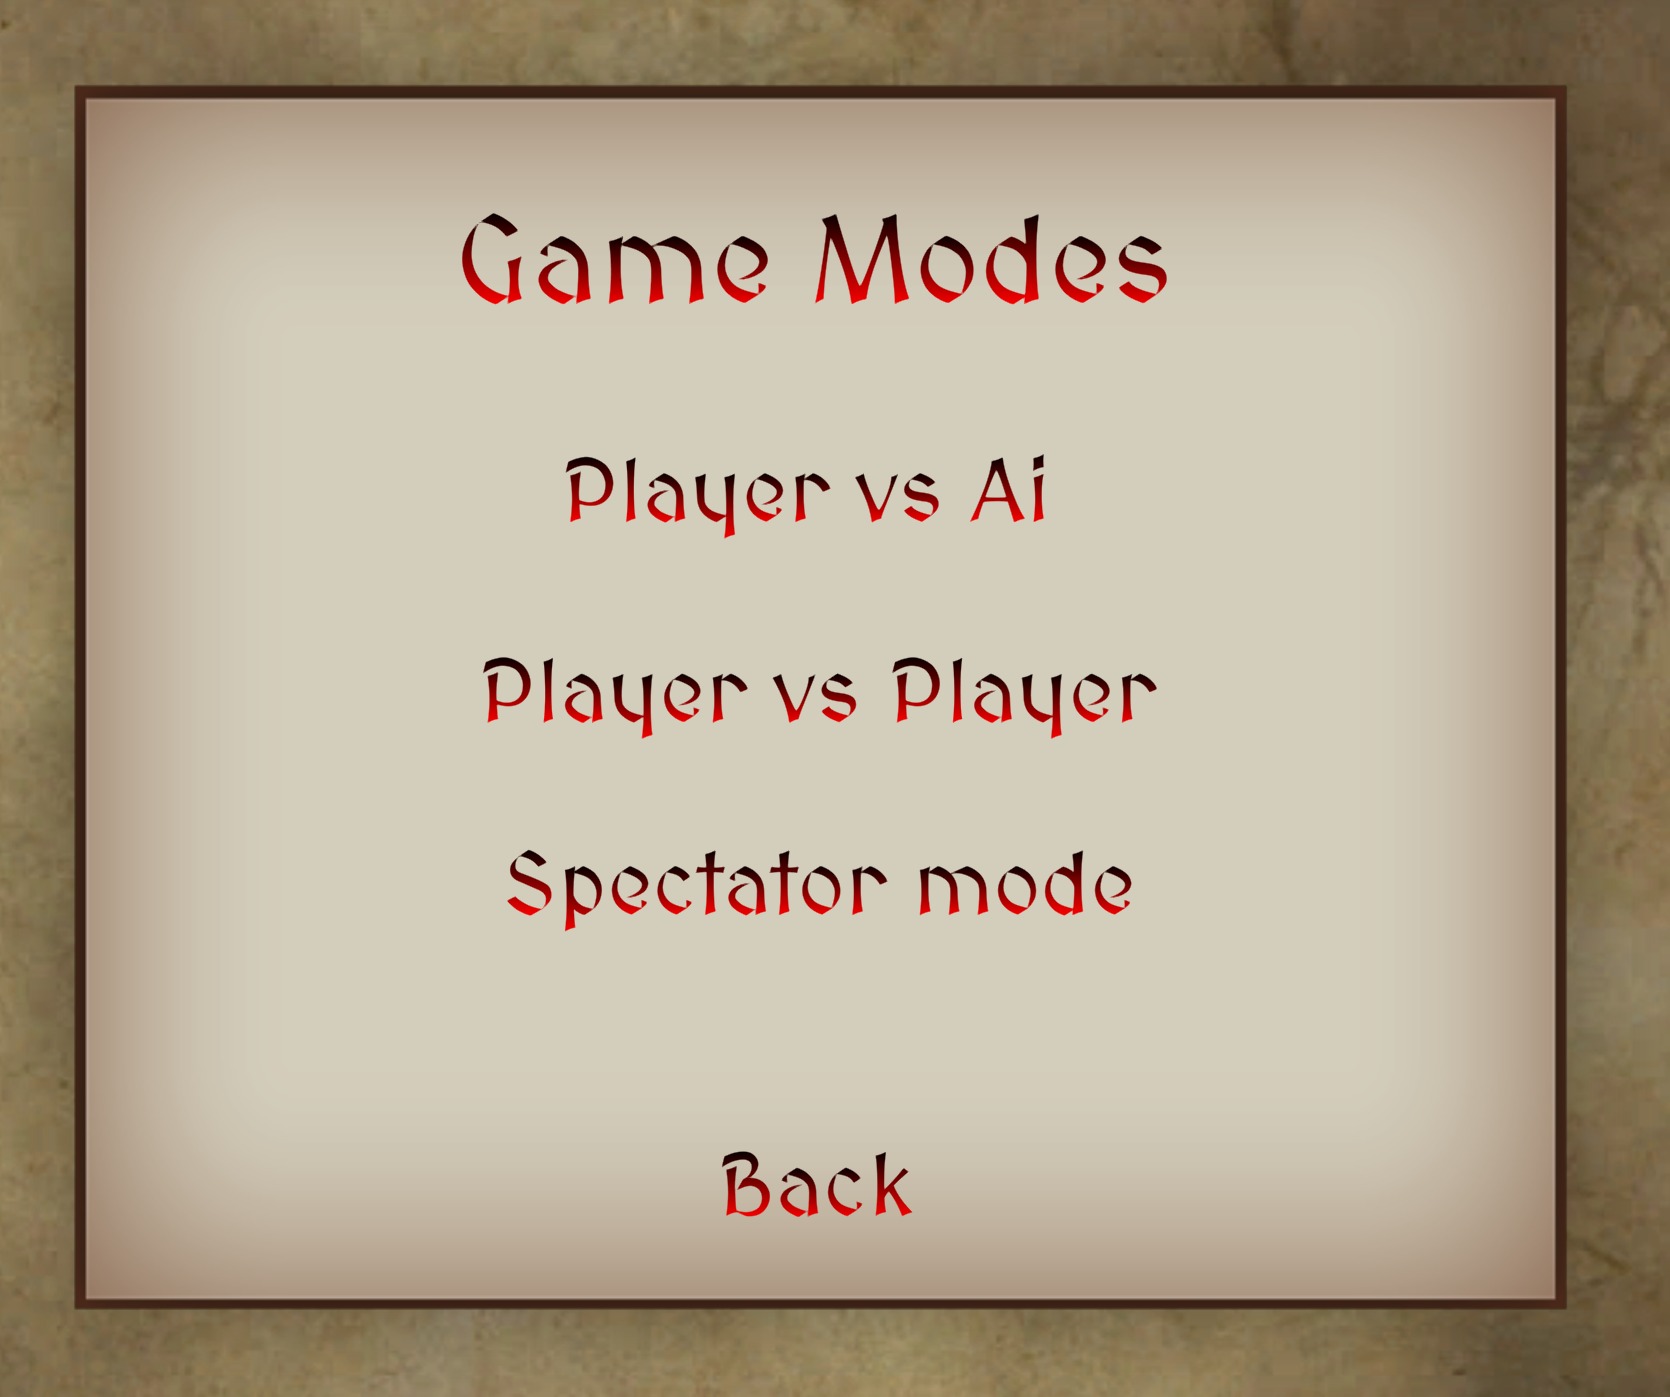 Game Modes
Player vs Ai
Player vs Player
Spectator mode
Back